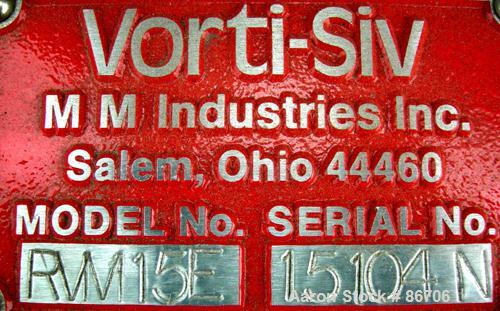 Vorti-Siv
M M Industries Inc.
Salem, Ohio 44460
MODEL No. SERIAL No.
RVM15E 15104 N
Aaron Stock # 86706